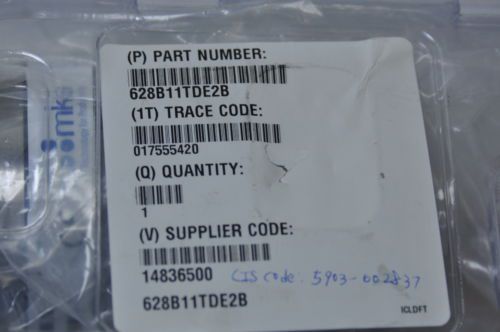 (P) PART NUMBER:
628B11TDE2B
(1T) TRACE CODE:
017555420
(Q) QUANTITY:
1
(V) SUPPLIER CODE:
14836500 CIS code: 5903-002837
628B11TDE2B
ICLDFT